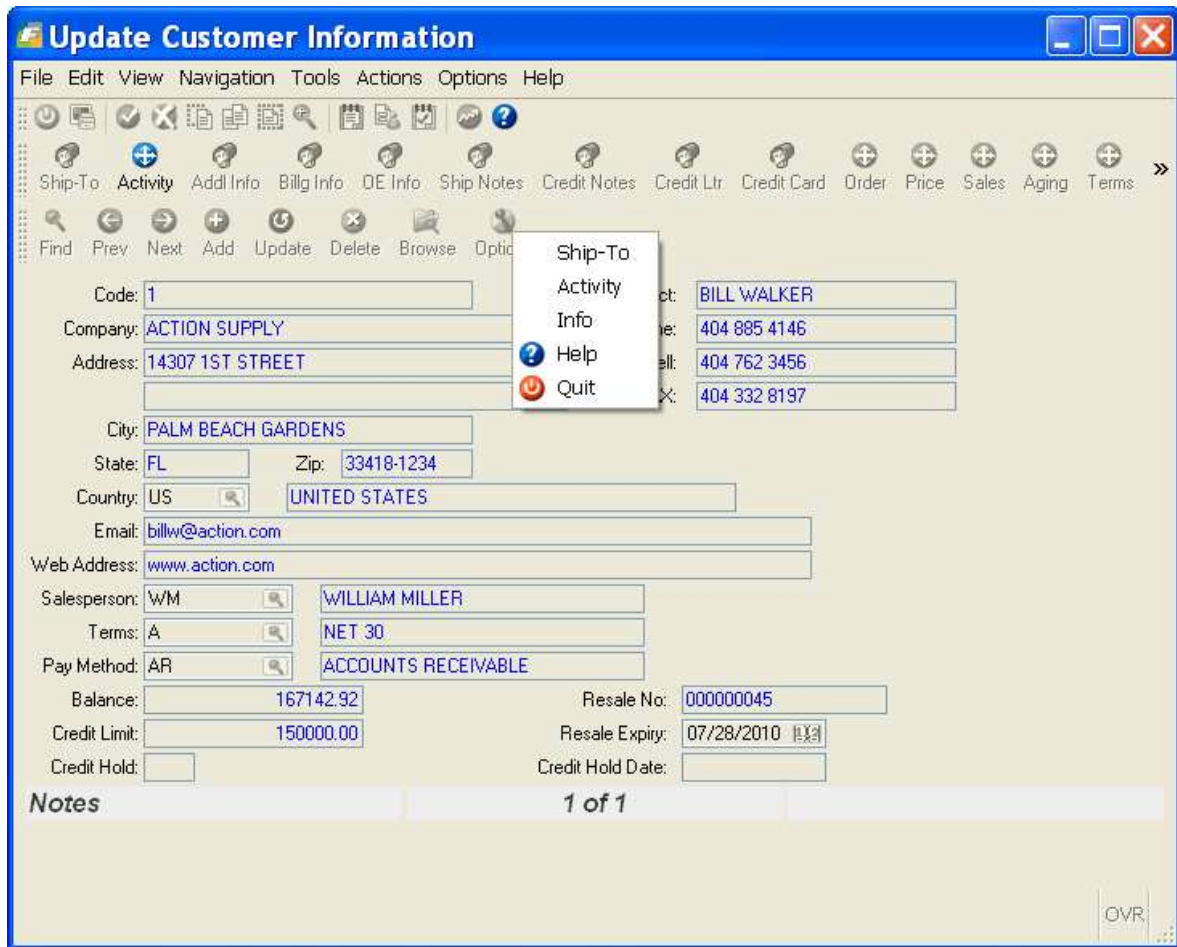 Update Customer Information
File Edit View Navigation Tools Actions Options Help
Ship-To Activity Addl Info Billg Info OE Info Ship Notes Credit Notes Credit Ltr Credit Card Order Price Sales Aging Terms »
Find Prev Next Add Update Delete Browse Optio
Ship-To
Activity
Info
Help
Quit
Code: 1 ct: BILL WALKER
Company: ACTION SUPPLY ne: 404 885 4146
Address: 14307 1ST STREET ell: 404 762 3456
X: 404 332 8197
City: PALM BEACH GARDENS
State: FL Zip: 33418-1234
Country: US UNITED STATES
Email: billw@action.com
Web Address: www.action.com
Salesperson: WM WILLIAM MILLER
Terms: A NET 30
Pay Method: AR ACCOUNTS RECEIVABLE
Balance: 167142.92 Resale No: 000000045
Credit Limit: 150000.00 Resale Expiry: 07/28/2010
Credit Hold: Credit Hold Date:
Notes 1 of 1
OVR